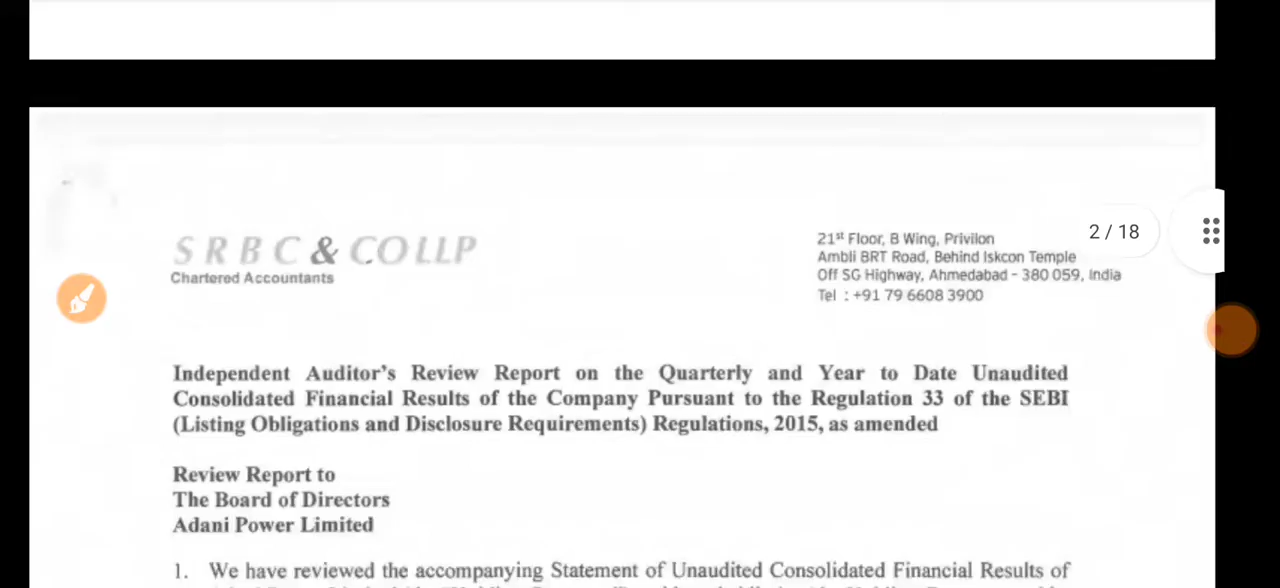 S R B C & CO LLP
Chartered Accountants
21st Floor, B Wing, Privilon
Ambli BRT Road, Behind Iskcon Temple
Off SG Highway, Ahmedabad - 380 059, India
Tel : +91 79 6608 3900
2 / 18
Independent Auditor's Review Report on the Quarterly and Year to Date Unaudited
Consolidated Financial Results of the Company Pursuant to the Regulation 33 of the SEBI
(Listing Obligations and Disclosure Requirements) Regulations, 2015, as amended
Review Report to
The Board of Directors
Adani Power Limited
1. We have reviewed the accompanying Statement of Unaudited Consolidated Financial Results of